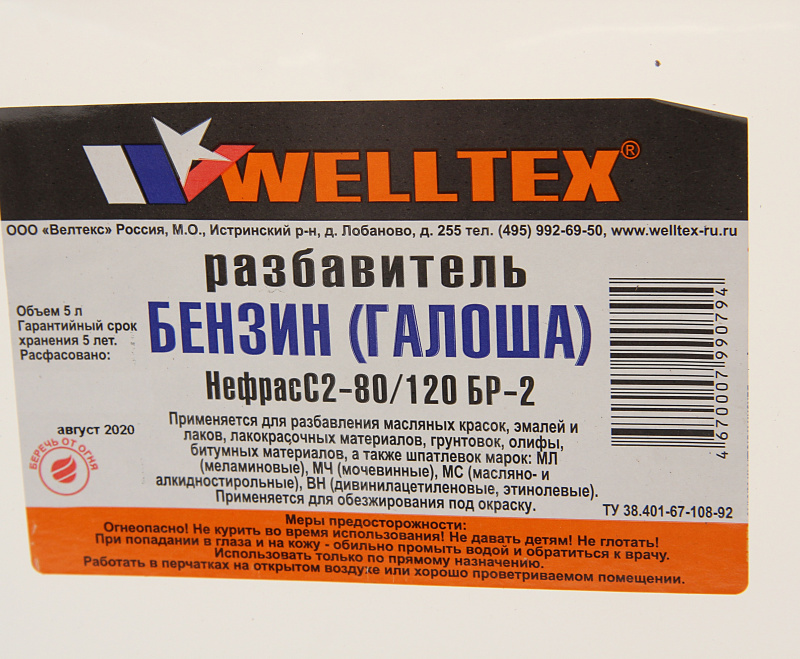 WELLTEX®
ООО «Велтекс» Россия, М.О., Истринский р-н, д. Лобаново, д. 255 тел. (495) 992-69-50, www.welltex-ru.ru
разбавитель
БЕНЗИН (ГАЛОША)
НефрасС2-80/120 БР-2
Объем 5 л
Гарантийный срок
хранения 5 лет.
Расфасовано:
август 2020
БЕРЕЧЬ ОТ ОГНЯ
Применяется для разбавления масляных красок, эмалей и
лаков, лакокрасочных материалов, грунтовок, олифы,
битумных материалов, а также шпатлевок марок: МЛ
(меламиновые), МЧ (мочевинные), МС (масляно- и
алкидностирольные), ВН (дивинилацетиленовые, этинолевые).
Применяется для обезжирования под окраску.
4670007990794
ТУ 38.401-67-108-92
Меры предосторожности:
Огнеопасно! Не курить во время использования! Не давать детям! Не глотать!
При попадании в глаза и на кожу - обильно промыть водой и обратиться к врачу.
Использовать только по прямому назначению.
Работать в перчатках на открытом воздухе или хорошо проветриваемом помещении.